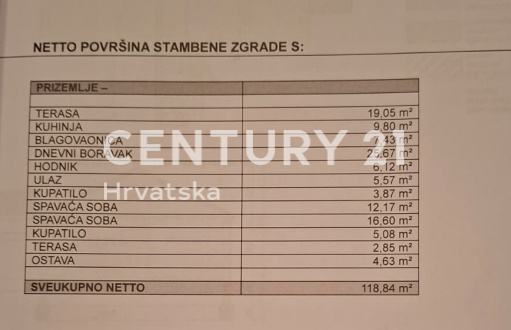 NETTO POVRŠINA STAMBENE ZGRADE S:
PRIZEMLJE –
TERASA 19,05 m²
KUHINJA 9,80 m²
BLAGOVAONICA 7,43 m²
DNEVNI BORAVAK 25,67 m²
CENTURY 21
HODNIK 6,12 m²
ULAZ 5,57 m²
Hrvatska
KUPATILO 3,87 m²
SPAVAĆA SOBA 12,17 m²
SPAVAĆA SOBA 16,60 m²
KUPATILO 5,08 m²
TERASA 2,85 m²
OSTAVA 4,63 m²
SVEUKUPNO NETTO 118,84 m²